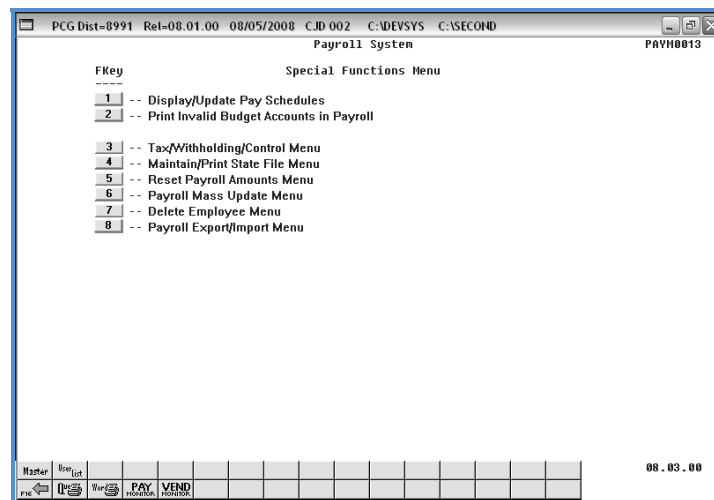 PCG Dist=8991 Rel=08.01.00 08/05/2008 CJD 002 C:\DEVSYS C:\SECOND
Payroll System PAYM0013
FKey Special Functions Menu
----
1 -- Display/Update Pay Schedules
2 -- Print Invalid Budget Accounts in Payroll
3 -- Tax/Withholding/Control Menu
4 -- Maintain/Print State File Menu
5 -- Reset Payroll Amounts Menu
6 -- Payroll Mass Update Menu
7 -- Delete Employee Menu
8 -- Payroll Export/Import Menu
Master User List 08.03.00
F16 Que Wor PAY MONITOR VEND MONITOR